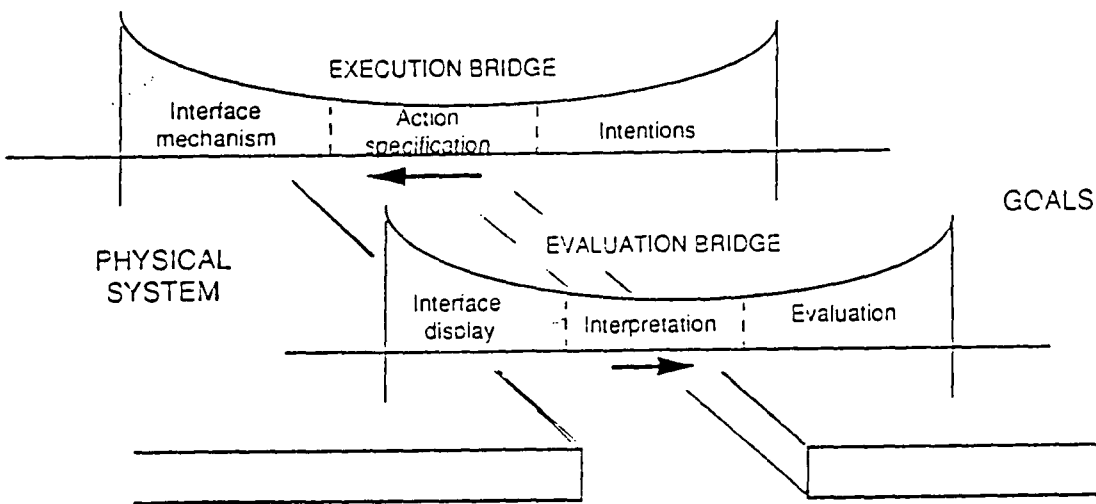 EXECUTION BRIDGE
Interface
mechanism
Action
specification
Intentions
GOALS
EVALUATION BRIDGE
PHYSICAL
SYSTEM
Interface
display
Interpretation
Evaluation